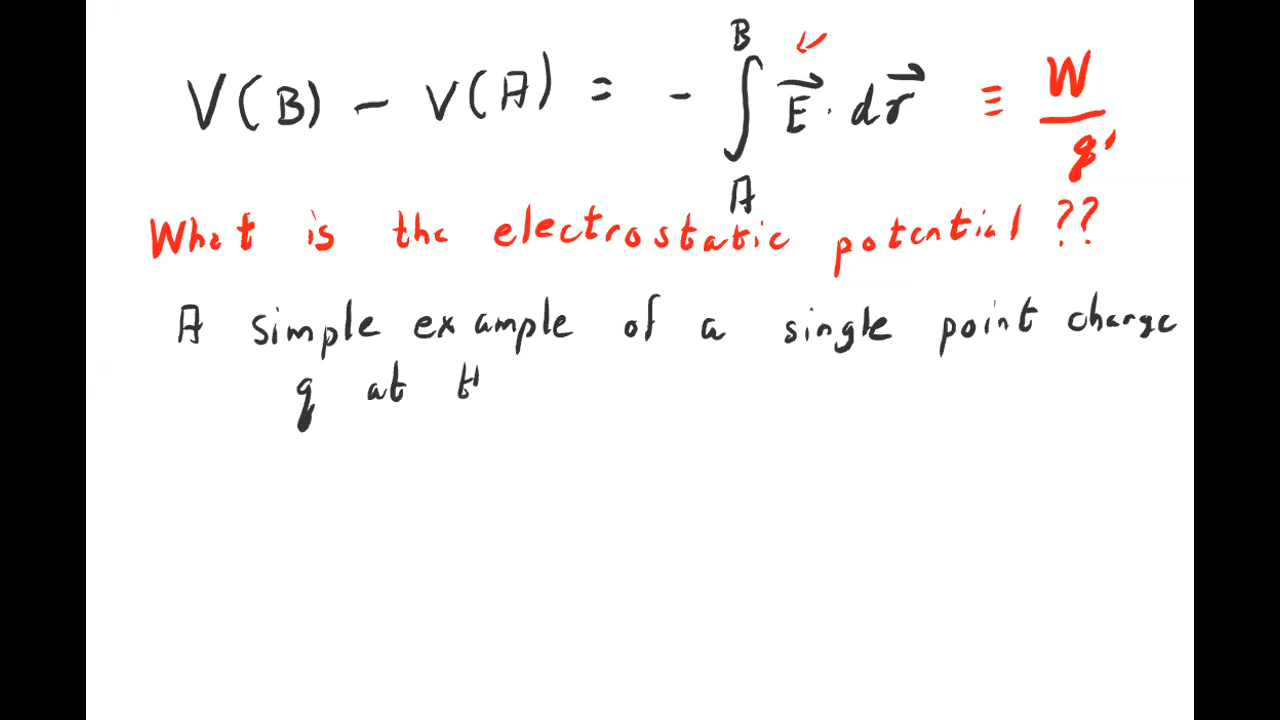 V(B) - V(A) = - ∫_A^B E⃗ · dr⃗ ≡ W/q'
What is the electrostatic potential ??
A simple example of a single point charge
q at